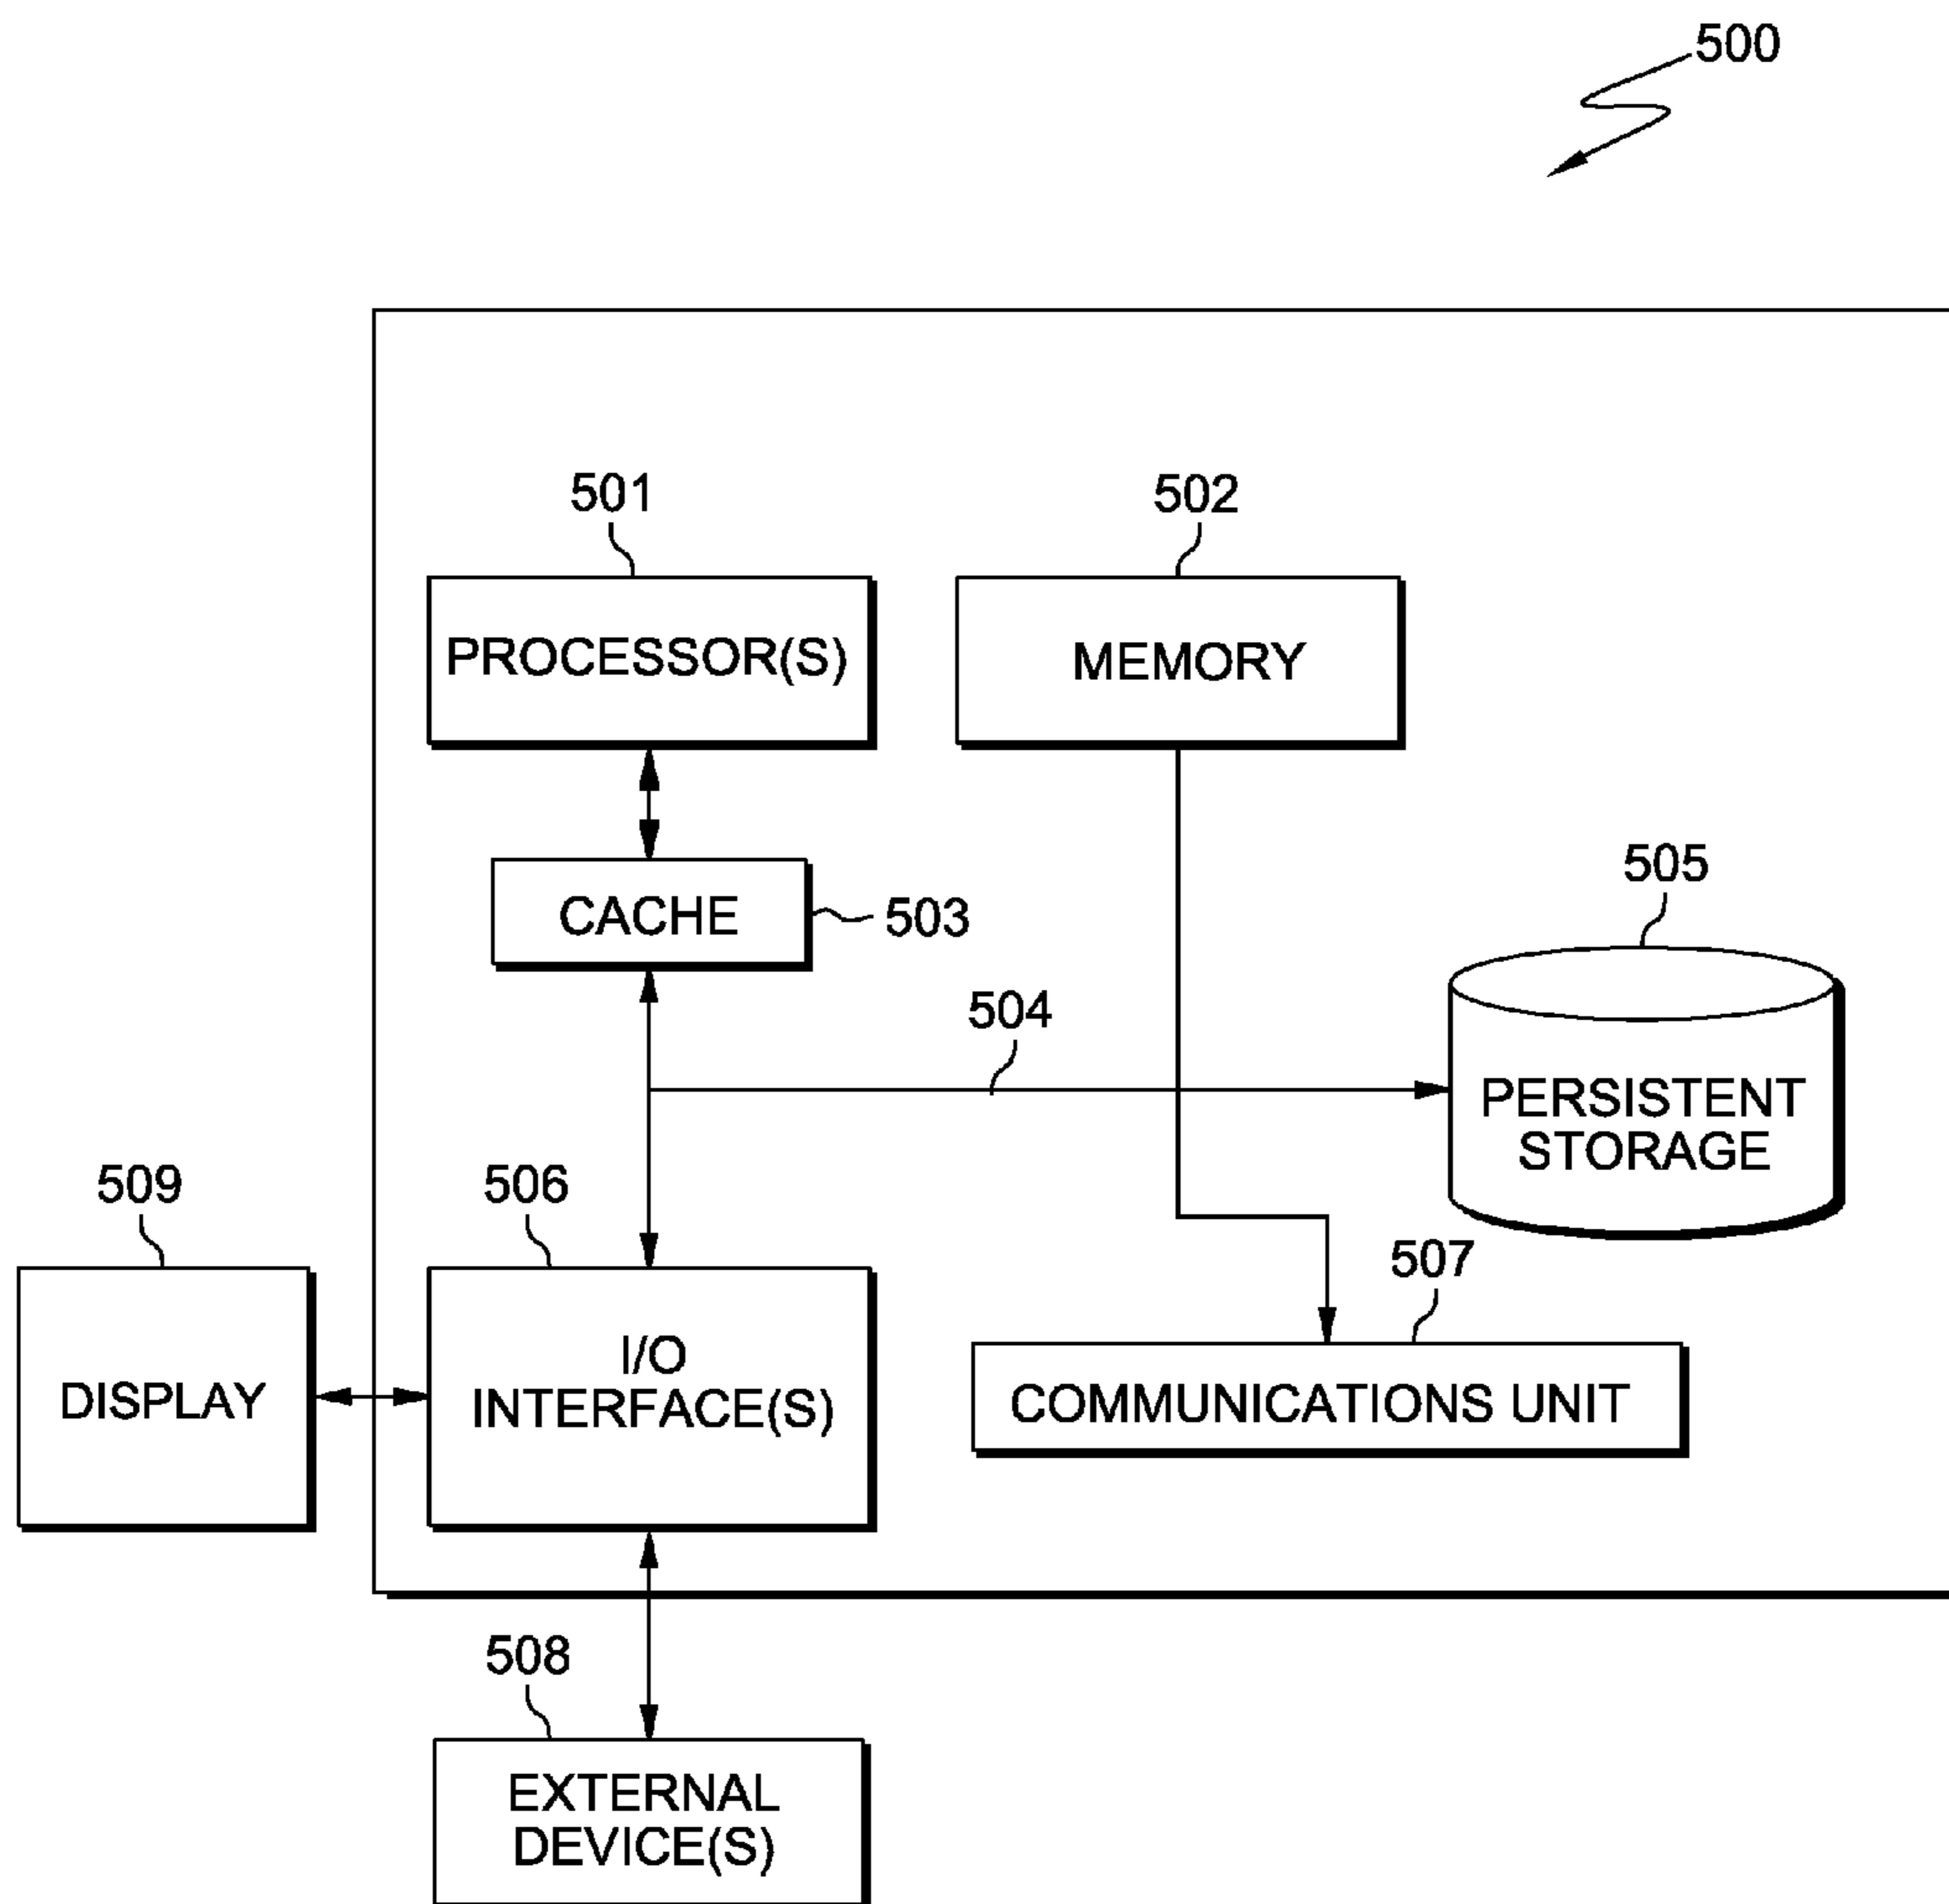 500
501
502
PROCESSOR(S)
MEMORY
505
CACHE
503
504
PERSISTENT
STORAGE
509
506
507
DISPLAY
I/O
INTERFACE(S)
COMMUNICATIONS UNIT
508
EXTERNAL
DEVICE(S)